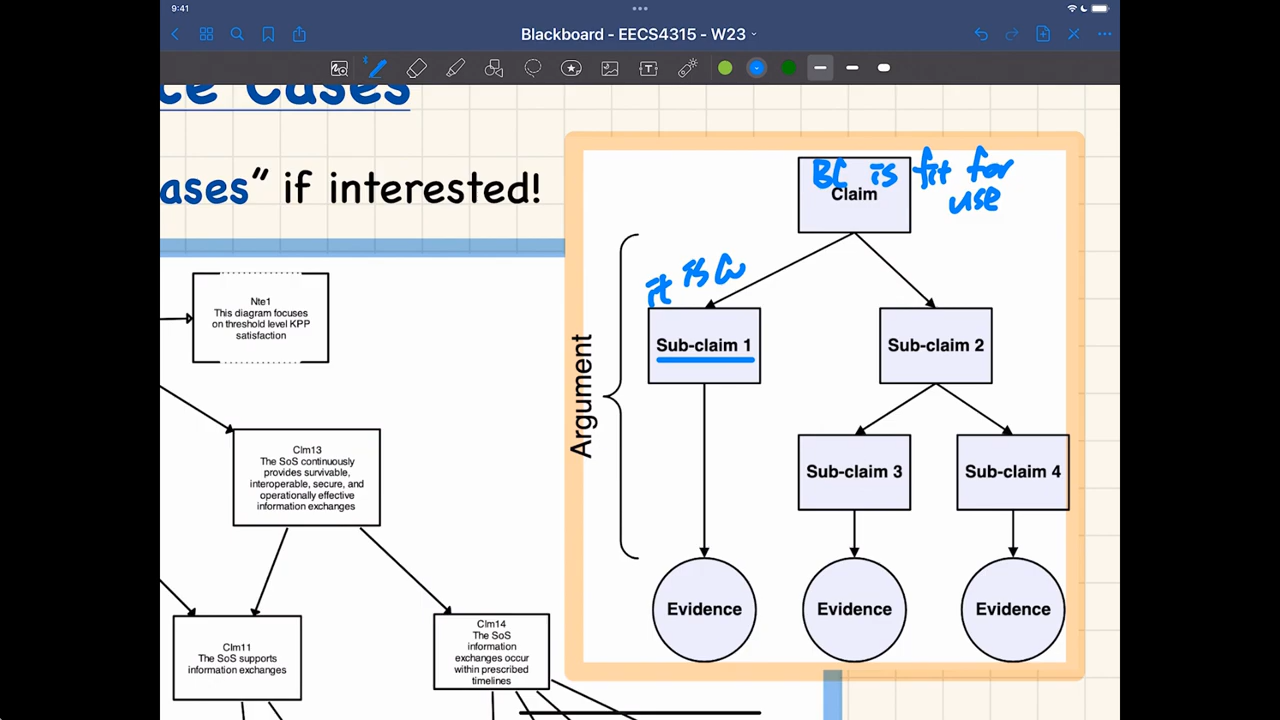 9:41
Blackboard - EECS4315 - W23
ce Cases
ases” if interested!
BC is fit for
use
Claim
it is
Sub-claim 1
Sub-claim 2
Argument
Sub-claim 3
Sub-claim 4
Evidence
Evidence
Evidence
Nte1
This diagram focuses
on threshold level KPP
satisfaction
Clm13
The SoS continuously
provides survivable,
interoperable, secure, and
operationally effective
information exchanges
Clm11
The SoS supports
information exchanges
Clm14
The SoS
information
exchanges occur
within prescribed
timelines